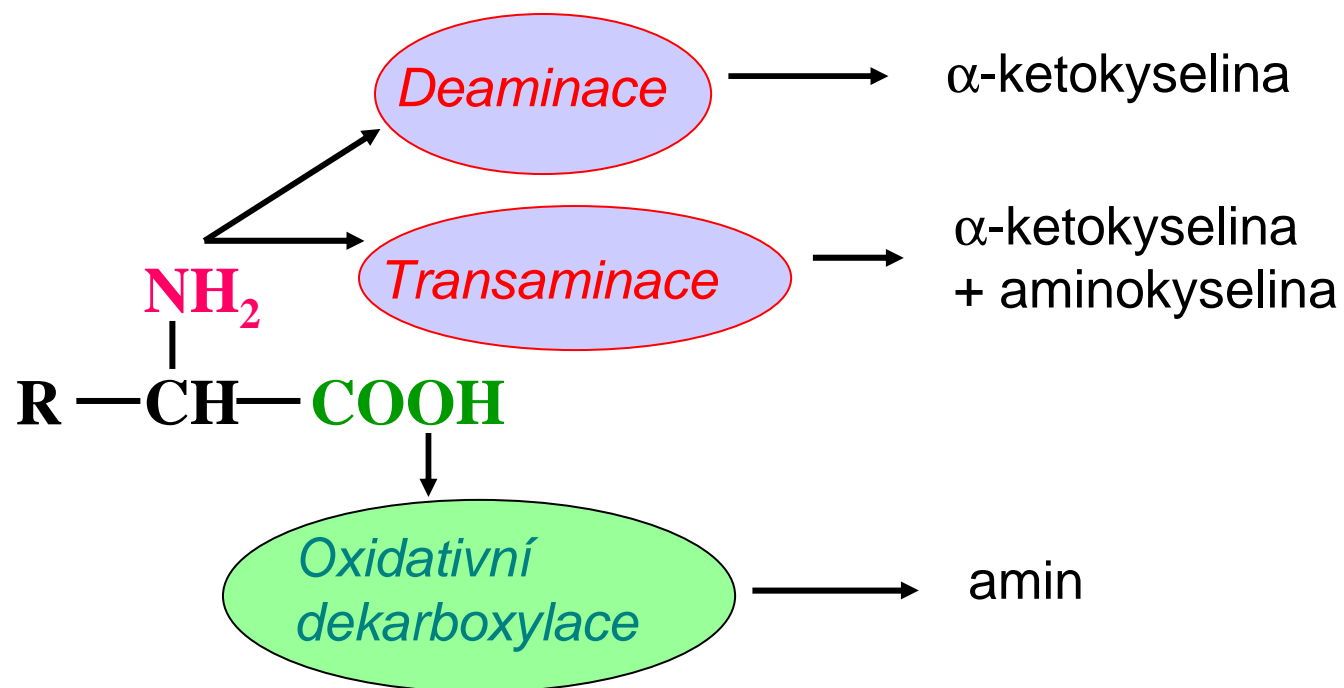 Deaminace
α-ketokyselina
Transaminace
α-ketokyselina
+ aminokyselina
NH₂
R — CH — COOH
Oxidativní
dekarboxylace
amin